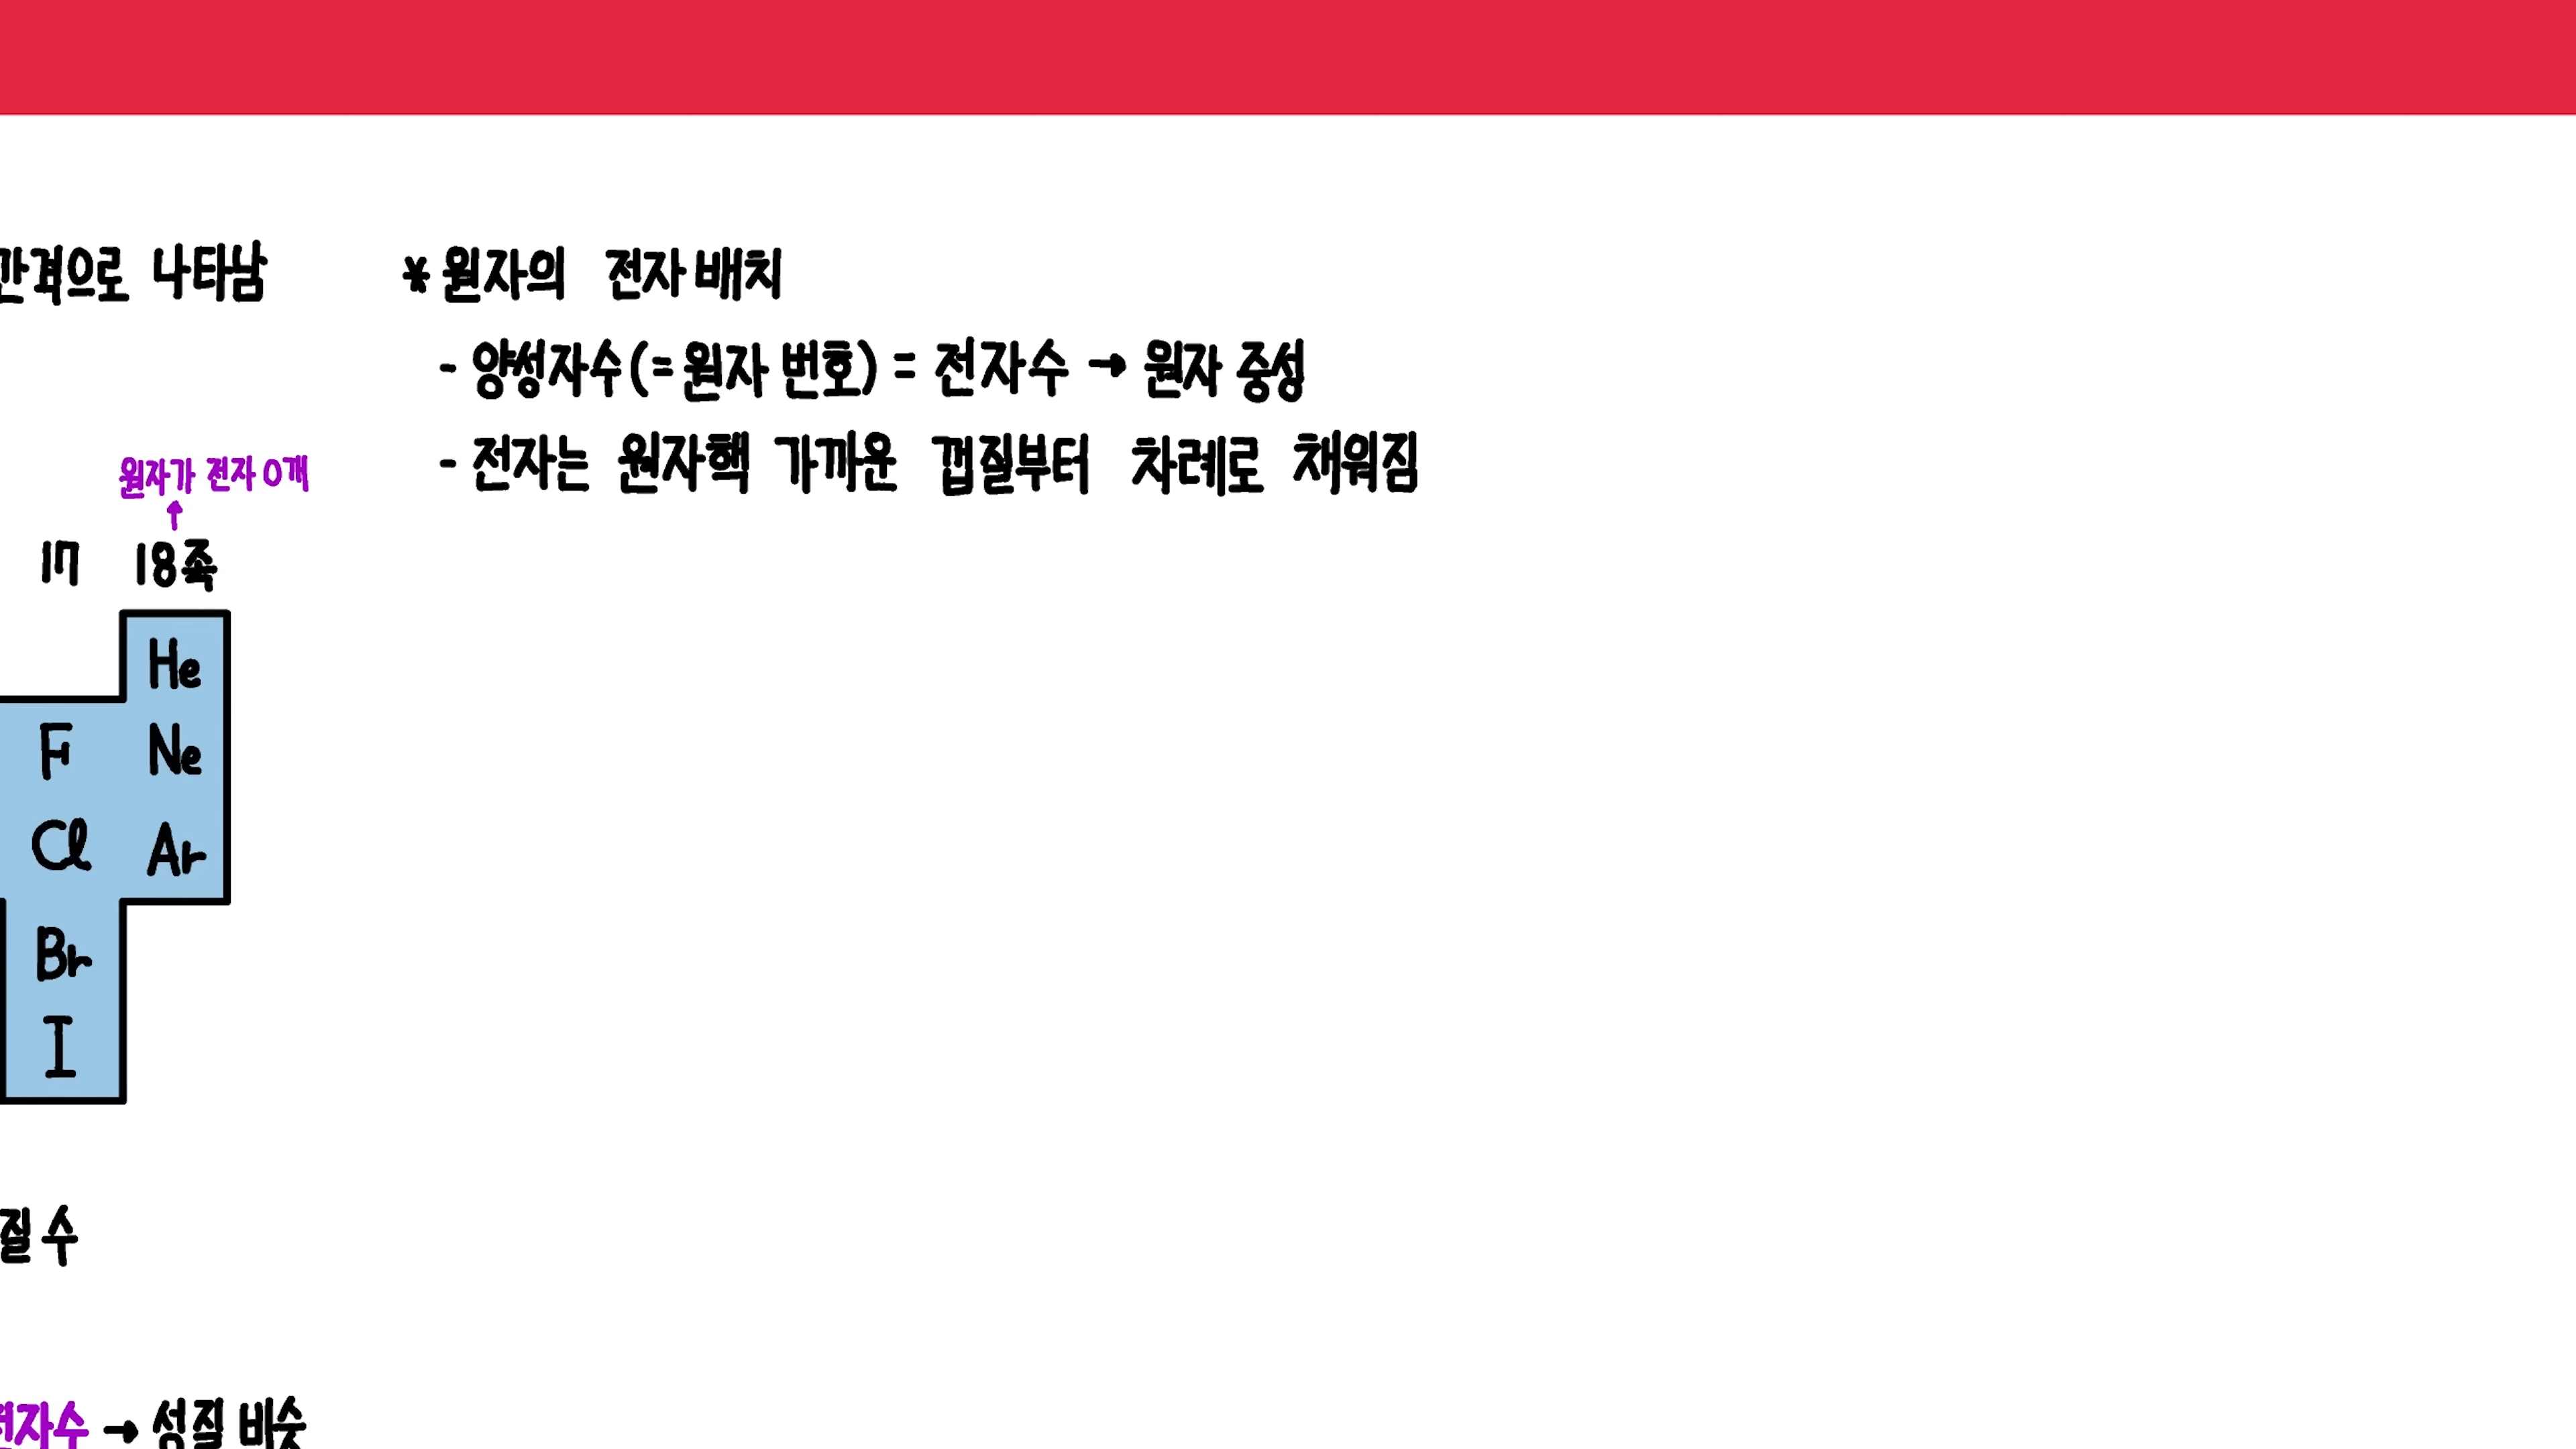 간격으로 나타남
원자가 전자 0개
17 18족
He
F Ne
Cl Ar
Br
I
질 수
전자수 → 성질 비슷
* 원자의 전자 배치
- 양성자수(=원자 번호) = 전자수 → 원자 중성
- 전자는 원자핵 가까운 껍질부터 차례로 채워짐